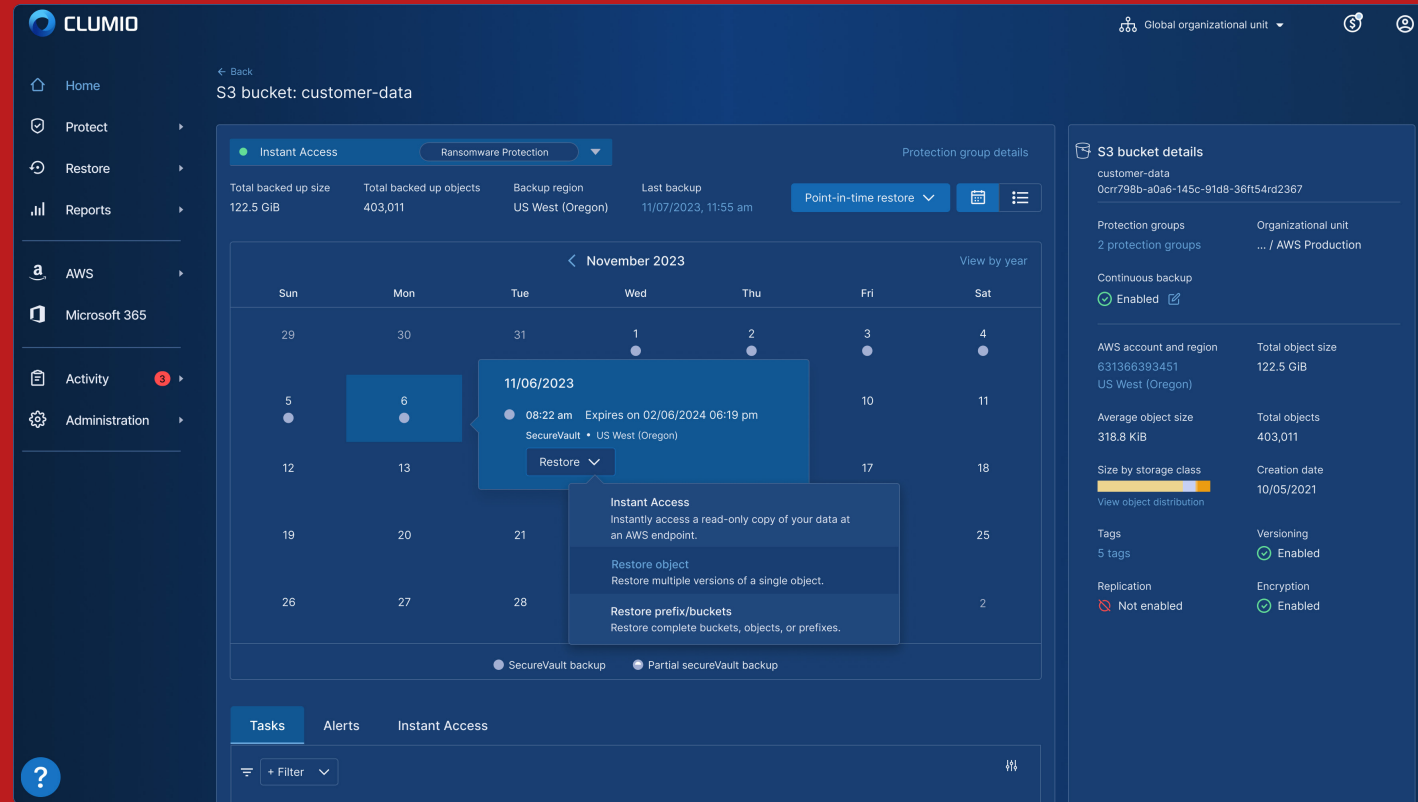 CLUMIO
Global organizational unit
Home
Protect
Restore
Reports
AWS
Microsoft 365
Activity
3
Administration
← Back
S3 bucket: customer-data
Instant Access
Ransomware Protection
Protection group details
Total backed up size
122.5 GiB
Total backed up objects
403,011
Backup region
US West (Oregon)
Last backup
11/07/2023, 11:55 am
Point-in-time restore
November 2023
View by year
Sun Mon Tue Wed Thu Fri Sat
29 30 31 1 2 3 4
5 6 10 11
12 13 17 18
19 20 21 25
26 27 28 2
11/06/2023
08:22 am Expires on 02/06/2024 06:19 pm
SecureVault • US West (Oregon)
Restore
Instant Access
Instantly access a read-only copy of your data at
an AWS endpoint.
Restore object
Restore multiple versions of a single object.
Restore prefix/buckets
Restore complete buckets, objects, or prefixes.
SecureVault backup
Partial secureVault backup
Tasks
Alerts
Instant Access
+ Filter
S3 bucket details
customer-data
0crr798b-a0a6-145c-91d8-36ft54rd2367
Protection groups
2 protection groups
Organizational unit
... / AWS Production
Continuous backup
Enabled
AWS account and region
631366393451
US West (Oregon)
Total object size
122.5 GiB
Average object size
318.8 KiB
Total objects
403,011
Size by storage class
View object distribution
Creation date
10/05/2021
Tags
5 tags
Versioning
Enabled
Replication
Not enabled
Encryption
Enabled
?